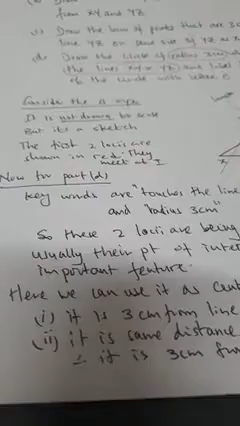 from XY and YZ
Draw the locus of points that are 3
line YZ on same side of YZ as X
Draw the circle of radius
(the lines XY & YZ) and label
of the circle with letter
Consider the
It is not drawn to scale
But it's a sketch
The first 2 loci are
shown in red. They
meet at I
Now for part (d)
Key words are "touches the line
and "radius 3cm"
So these 2 loci are being
usually their pt of inter
important feature.
Here we can use it as cent
(i) it is 3cm from line
(ii) it is same distance
∴ it is 3cm from